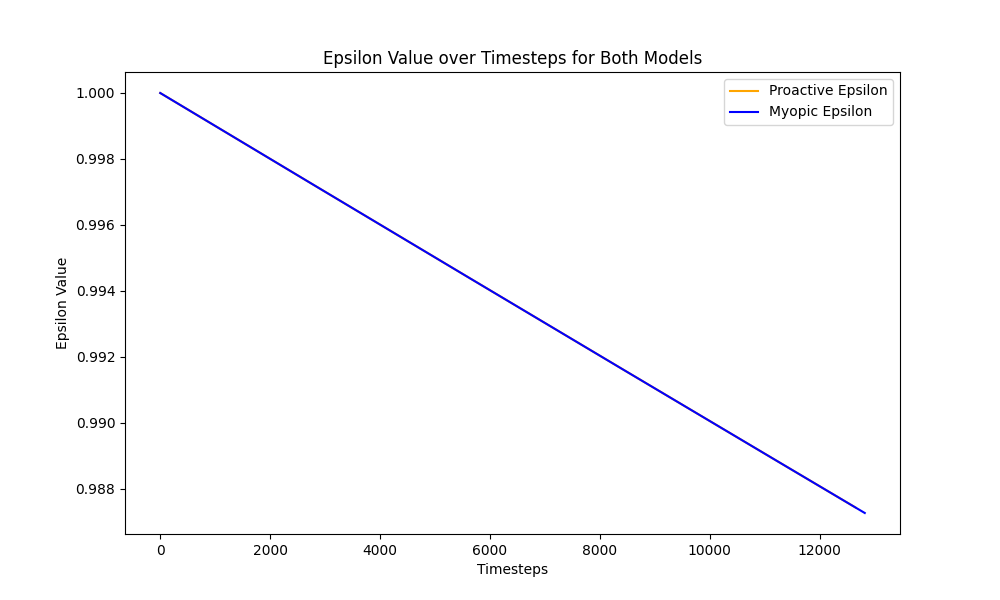 Epsilon Value over Timesteps for Both Models
Proactive Epsilon
Myopic Epsilon
1.000
0.998
0.996
0.994
0.992
0.990
0.988
Epsilon Value
0 2000 4000 6000 8000 10000 12000
Timesteps